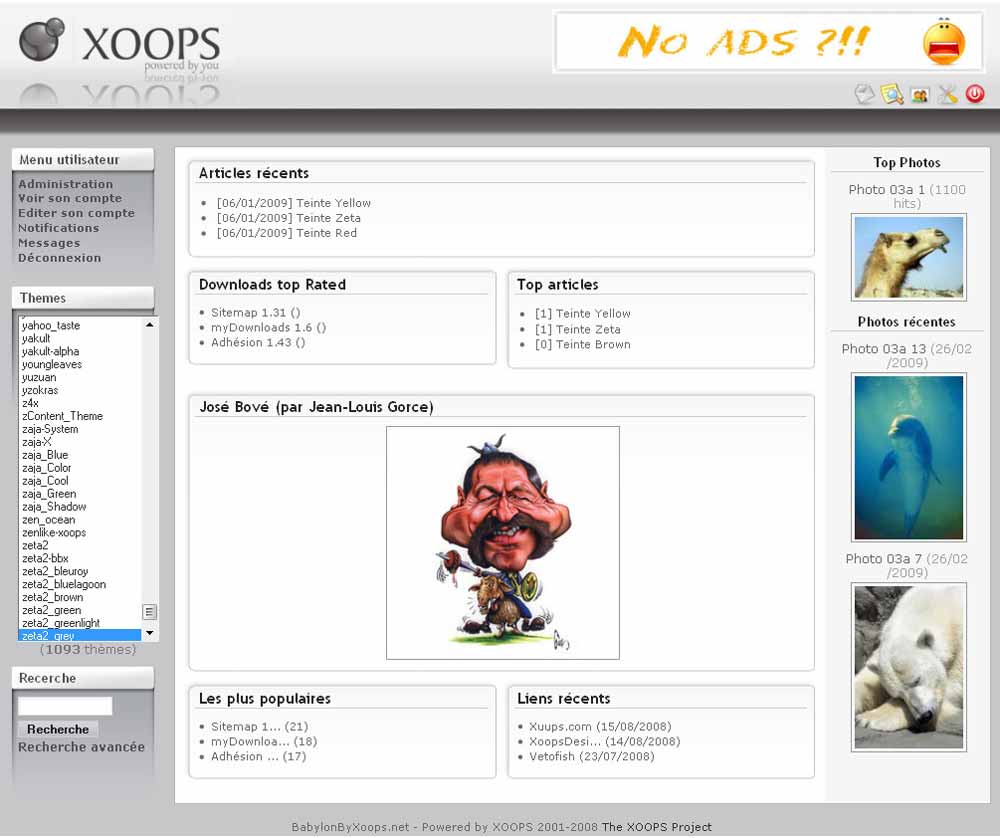 XOOPS
powered by you
No ADS ?!!
Menu utilisateur
Administration
Voir son compte
Editer son compte
Notifications
Messages
Déconnexion
Themes
yahoo_taste
yakult
yakult-alpha
youngleaves
yuzuan
yzokras
z4x
zContent_Theme
zaja-System
zaja-X
zaja_Blue
zaja_Color
zaja_Cool
zaja_Green
zaja_Shadow
zen_ocean
zenlike-xoops
zeta2
zeta2-bbx
zeta2_bleuroy
zeta2_bluelagoon
zeta2_brown
zeta2_green
zeta2_greenlight
zeta2_grey
(1093 thèmes)
Recerche
Recherche
Recherche avancée
Articles récents
[06/01/2009] Teinte Yellow
[06/01/2009] Teinte Zeta
[06/01/2009] Teinte Red
Downloads top Rated
Sitemap 1.31 ()
myDownloads 1.6 ()
Adhésion 1.43 ()
Top articles
[1] Teinte Yellow
[1] Teinte Zeta
[0] Teinte Brown
José Bové (par Jean-Louis Gorce)
Les plus populaires
Sitemap 1... (21)
myDownloa... (18)
Adhésion ... (17)
Liens récents
Xuups.com (15/08/2008)
XoopsDesi... (14/08/2008)
Vetofish (23/07/2008)
Top Photos
Photo 03a 1 (1100
hits)
Photos récentes
Photo 03a 13 (26/02
/2009)
Photo 03a 7 (26/02
/2009)
BabylonByXoops.net - Powered by XOOPS 2001-2008 The XOOPS Project